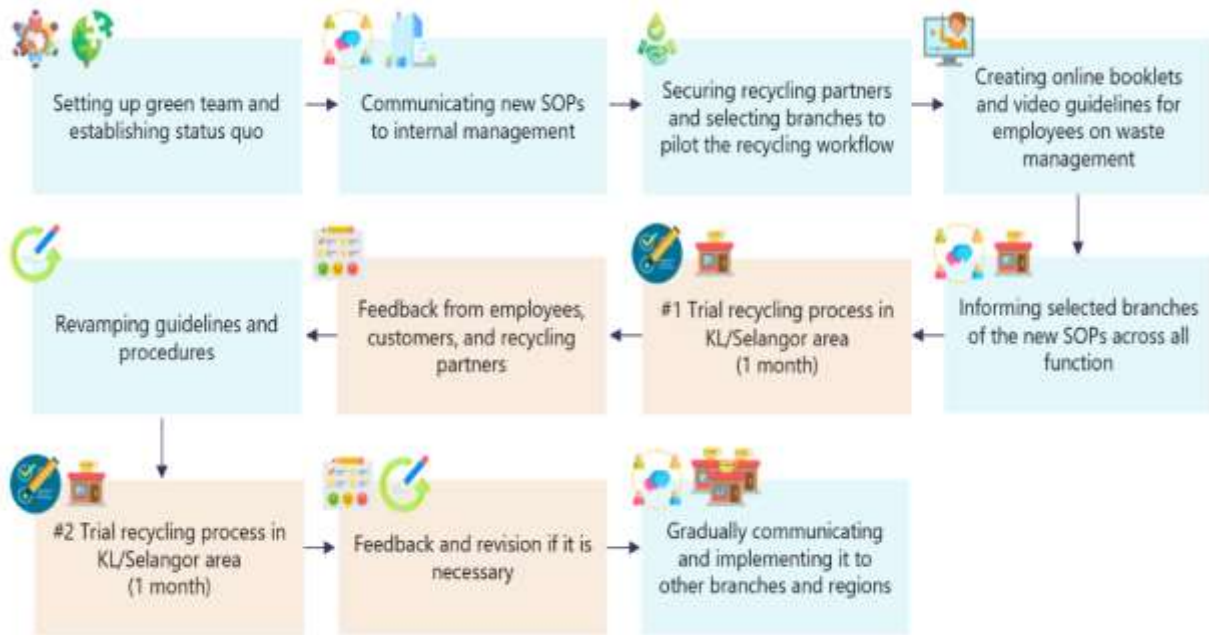 Setting up green team and
establishing status quo
Communicating new SOPs
to internal management
Securing recycling partners
and selecting branches to
pilot the recycling workflow
Creating online booklets
and video guidelines for
employees on waste
management
Informing selected branches
of the new SOPs across all
function
#1 Trial recycling process in
KL/Selangor area
(1 month)
Feedback from employees,
customers, and recycling
partners
Revamping guidelines and
procedures
#2 Trial recycling process in
KL/Selangor area
(1 month)
Feedback and revision if it is
necessary
Gradually communicating
and implementing it to
other branches and regions